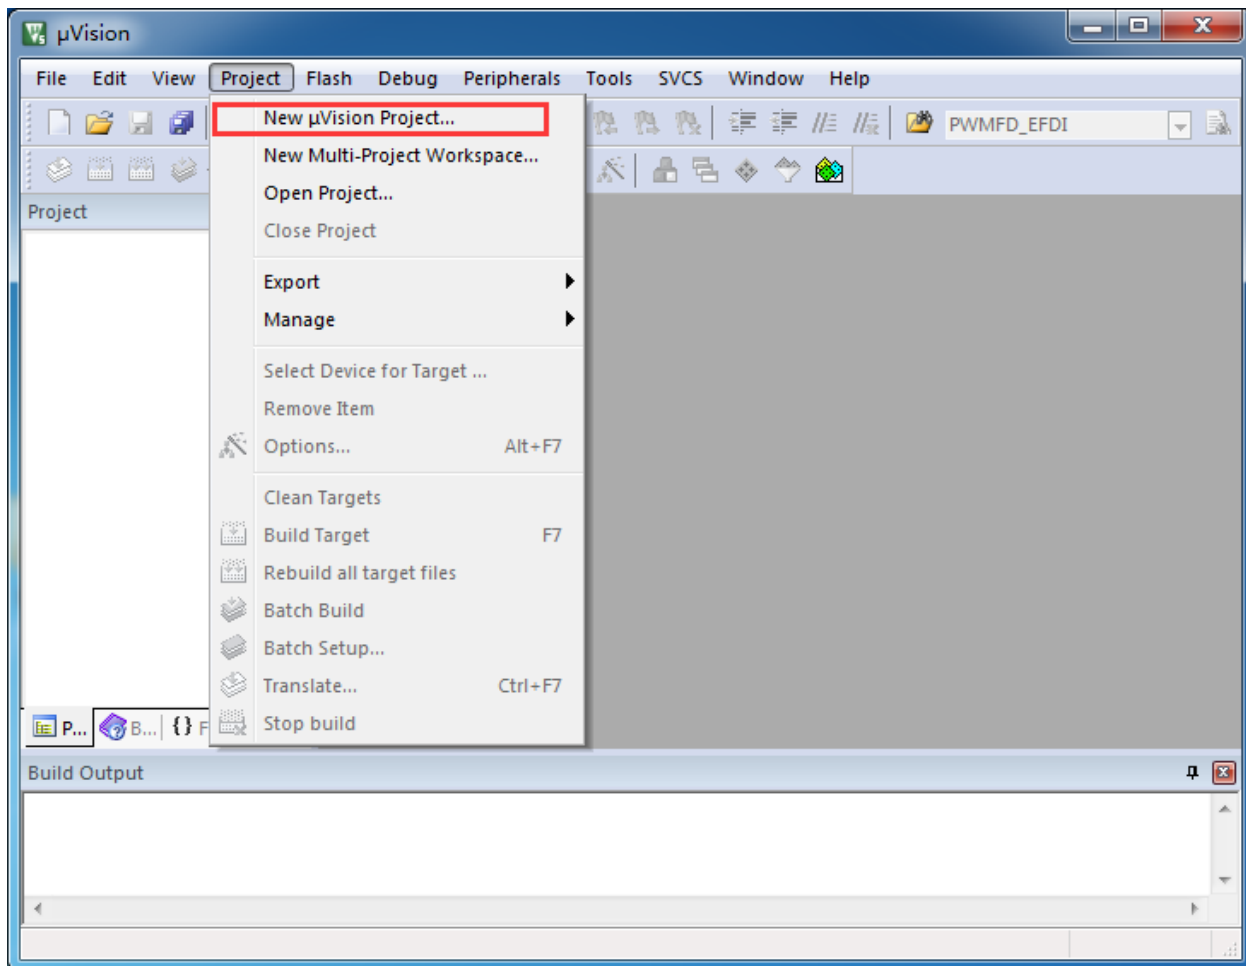 µVision
File Edit View Project Flash Debug Peripherals Tools SVCS Window Help
PWMFD_EFDI
New µVision Project...
New Multi-Project Workspace...
Open Project...
Close Project
Export
Manage
Select Device for Target ...
Remove Item
Options... Alt+F7
Clean Targets
Build Target F7
Rebuild all target files
Batch Build
Batch Setup...
Translate... Ctrl+F7
Stop build
Project
P... B... {} F
Build Output